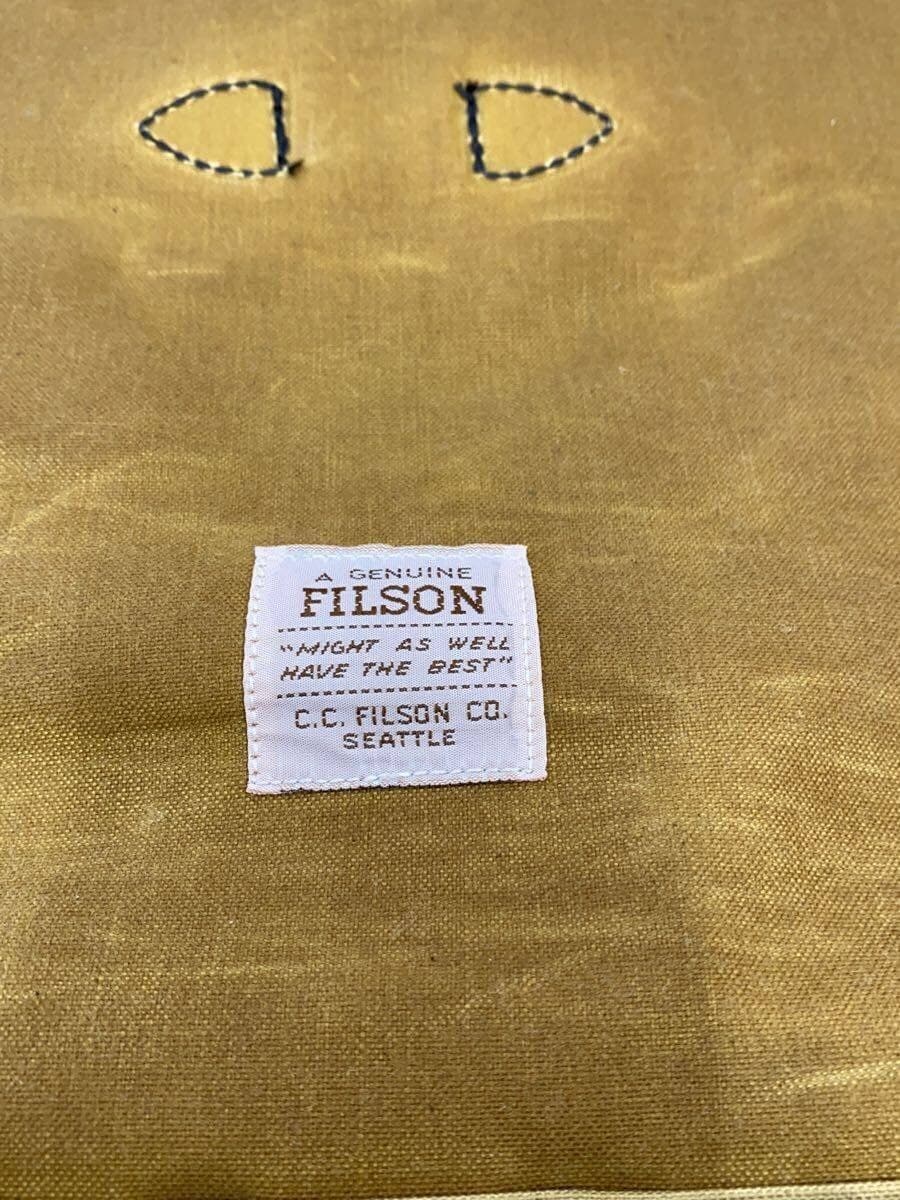 A GENUINE
FILSON
"MIGHT AS WELL
HAVE THE BEST"
C.C. FILSON CO.
SEATTLE